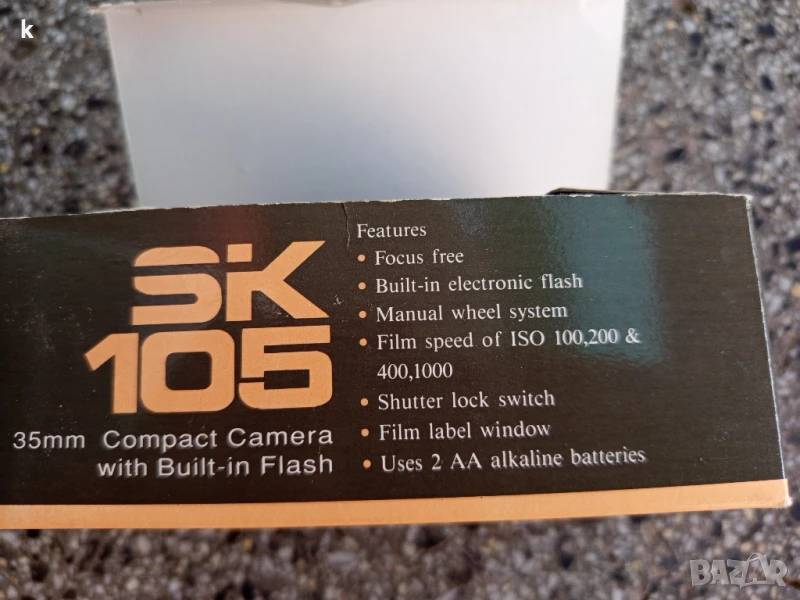 k
SK
105
35mm Compact Camera
with Built-in Flash
Features
• Focus free
• Built-in electronic flash
• Manual wheel system
• Film speed of ISO 100,200 &
400,1000
• Shutter lock switch
• Film label window
• Uses 2 AA alkaline batteries
BAZAR